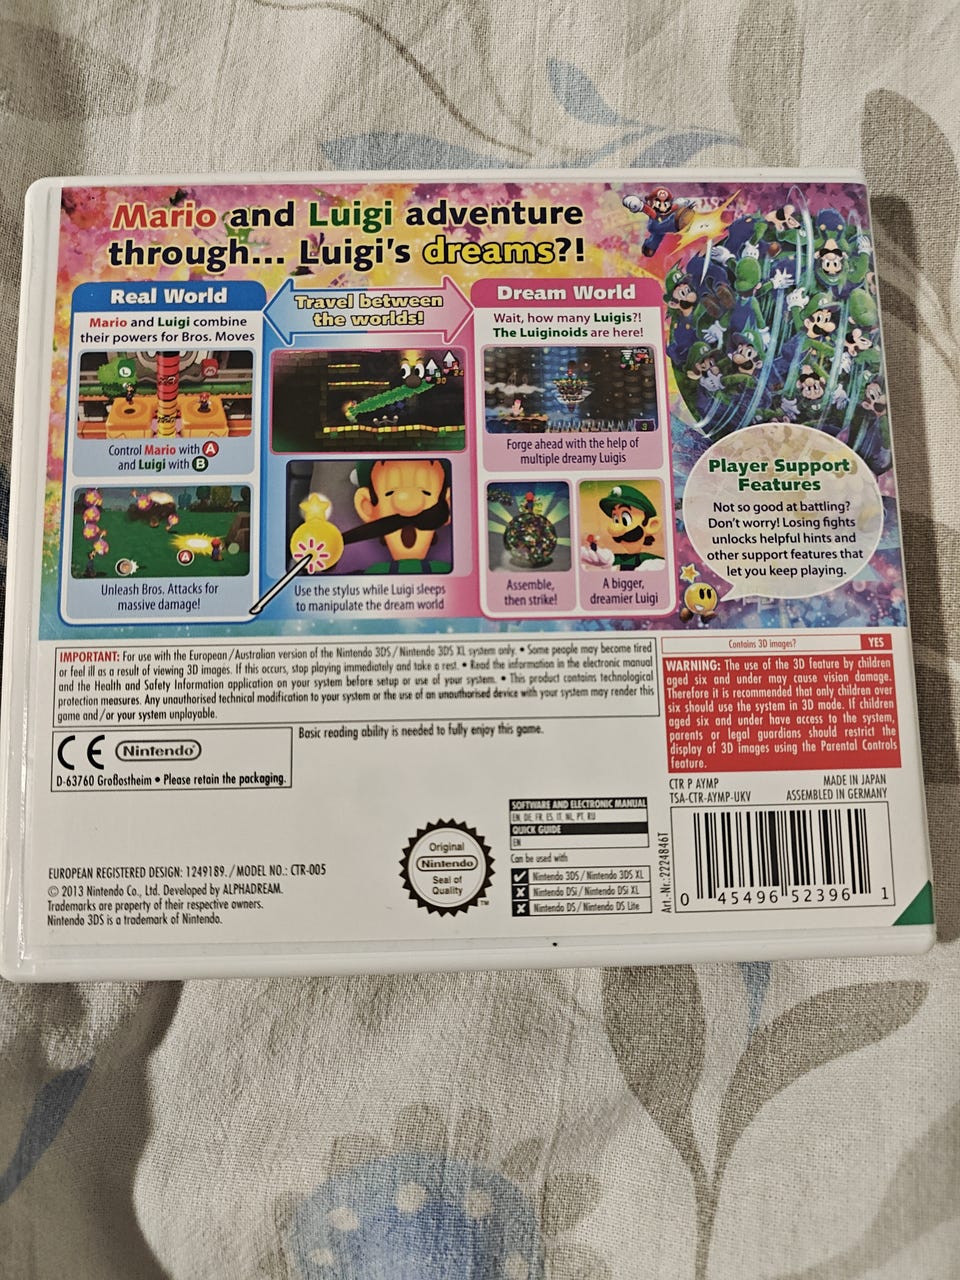 Mario and Luigi adventure
through... Luigi's dreams?!
Real World
Mario and Luigi combine
their powers for Bros. Moves
Control Mario with A
and Luigi with B
A
Unleash Bros. Attacks for
massive damage!
Travel between
the worlds!
Use the stylus while Luigi sleeps
to manipulate the dream world
Dream World
Wait, how many Luigis?!
The Luiginoids are here!
BACK
Forge ahead with the help of
multiple dreamy Luigis
Assemble,
then strike!
A bigger,
dreamier Luigi
Player Support
Features
Not so good at battling?
Don't worry! Losing fights
unlocks helpful hints and
other support features that
let you keep playing.
IMPORTANT: For use with the European/Australian version of the Nintendo 3DS/Nintendo 3DS XL system only. • Some people may become tired
or feel ill as a result of viewing 3D images. If this occurs, stop playing immediately and take a rest. • Read the information in the electronic manual
and the Health and Safety Information application on your system before setup or use of your system. • This product contains technological
protection measures. Any unauthorised technical modification to your system or the use of an unauthorised device with your system may render this
game and/or your system unplayable.
Contains 3D images? YES
WARNING: The use of the 3D feature by children
aged six and under may cause vision damage.
Therefore it is recommended that only children over
six should use the system in 3D mode. If children
aged six and under have access to the system,
parents or legal guardians should restrict the
display of 3D images using the Parental Controls
feature.
CE Nintendo®
D-63760 Großostheim • Please retain the packaging.
Basic reading ability is needed to fully enjoy this game.
CTR P AYMP
TSA-CTR-AYMP-UKV
MADE IN JAPAN
ASSEMBLED IN GERMANY
EUROPEAN REGISTERED DESIGN: 1249189./MODEL NO.: CTR-005
© 2013 Nintendo Co., Ltd. Developed by ALPHADREAM.
Trademarks are property of their respective owners.
Nintendo 3DS is a trademark of Nintendo.
Original
Nintendo
Seal of
Quality
TM
SOFTWARE AND ELECTRONIC MANUAL
EN, DE, FR, ES, IT, NL, PT, RU
QUICK GUIDE
EN
Can be used with
Nintendo 3DS/Nintendo 3DS XL
Nintendo DSi/Nintendo DSi XL
Nintendo DS/Nintendo DS Lite
Art.-Nr.: 2224846T
0 45496 52396 1